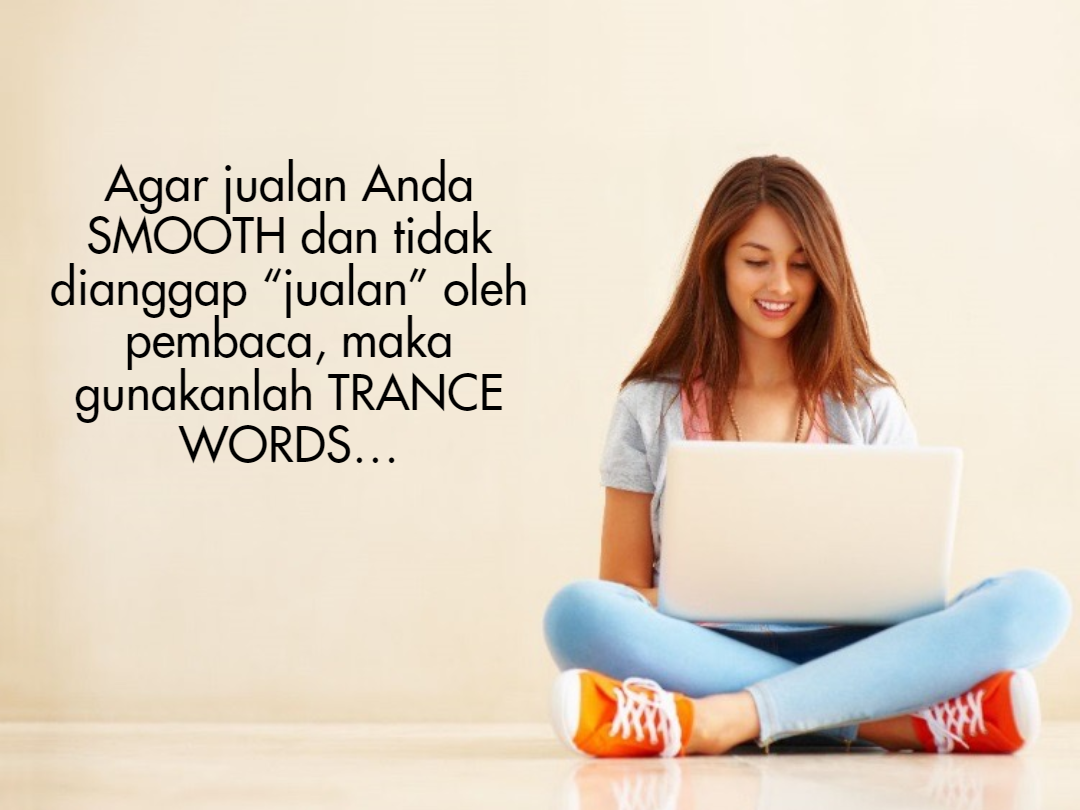 Agar jualan Anda
SMOOTH dan tidak
dianggap “jualan” oleh
pembaca, maka
gunakanlah TRANCE
WORDS…